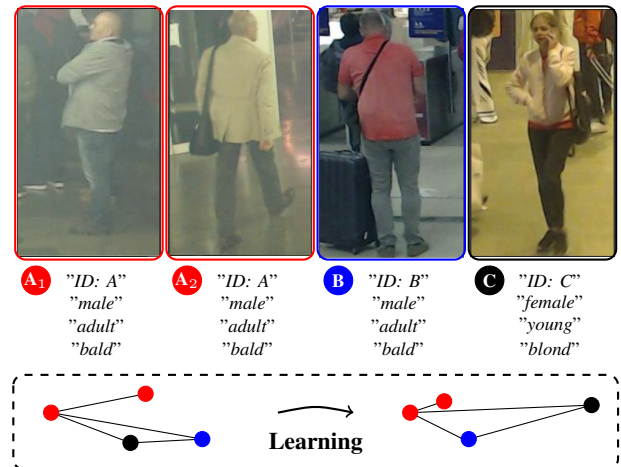 A1 "ID: A" A2 "ID: A" B "ID: B" C "ID: C"
"male" "male" "male" "female"
"adult" "adult" "adult" "young"
"bald" "bald" "bald" "blond"
Learning